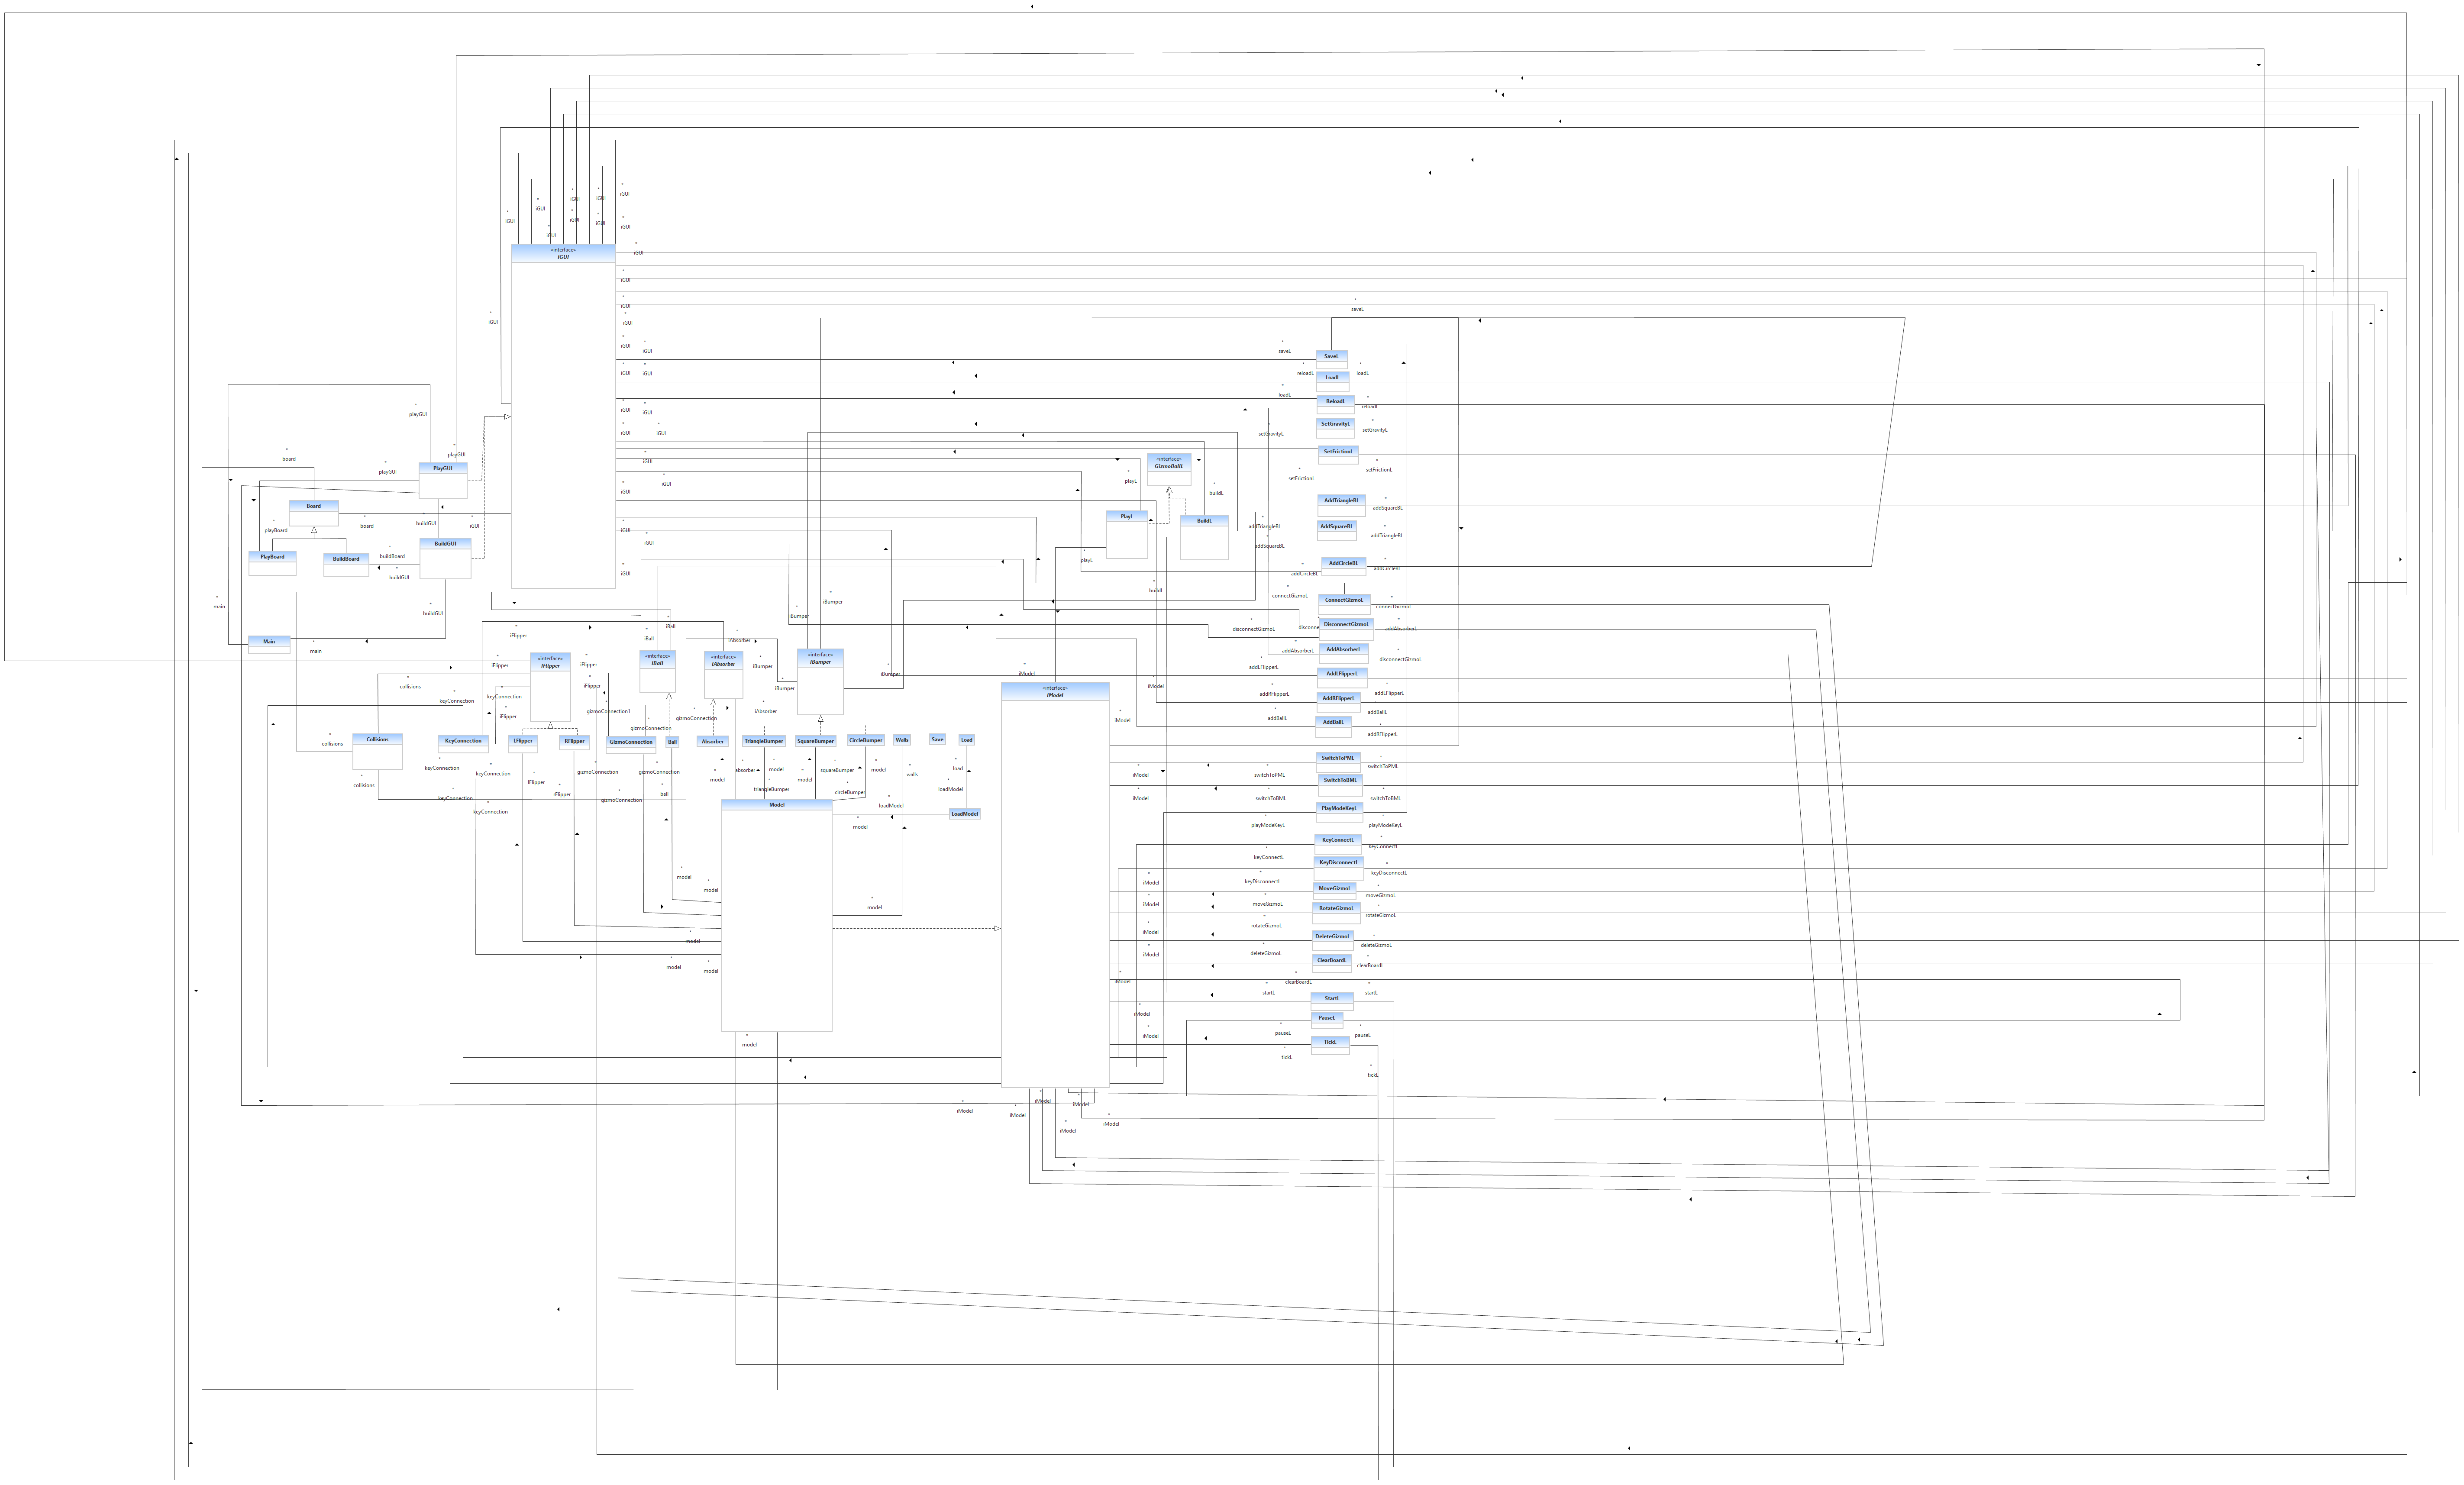 *
iGUI
*
iGUI
*
iGUI
*
iGUI
*
iGUI
*
iGUI
*
iGUI
*
iGUI
*
iGUI
*
iGUI
«interface»
IGUI
*
iGUI
*
iGUI
*
iGUI
*
iGUI
*
iGUI
*
iGUI
*
iGUI
*
iGUI
*
iGUI
*
iGUI
*
iGUI
*
iGUI
*
iGUI
*
iGUI
*
iGUI
*
iGUI
*
iGUI
*
iGUI
*
saveL
*
saveL
SaveL
*
reloadL
*
loadL
LoadL
*
loadL
ReloadL
*
reloadL
*
setGravityL
SetGravityL
*
setGravityL
SetFrictionL
*
setFrictionL
*
setFrictionL
*
playGUI
*
playGUI
*
playGUI
PlayGUI
*
board
Board
*
board
*
playBoard
*
buildGUI
PlayBoard
BuildBoard
*
buildBoard
*
buildGUI
BuildGUI
*
buildGUI
*
main
Main
*
main
«interface»
GizmoBallL
*
playL
*
buildL
PlayL
BuildL
*
playL
*
buildL
AddTriangleBL
*
addSquareBL
*
addTriangleBL
AddSquareBL
*
addTriangleBL
*
addSquareBL
AddCircleBL
*
addCircleBL
*
addCircleBL
*
connectGizmoL
ConnectGizmoL
*
connectGizmoL
*
disconnectGizmoL
DisconnectGizmoL
*
addAbsorberL
*
addAbsorberL
AddAbsorberL
*
disconnectGizmoL
*
addLFlipperL
AddLFlipperL
*
addLFlipperL
*
addRFlipperL
AddRFlipperL
*
addBallL
*
addBallL
AddBallL
*
addRFlipperL
*
iFlipper
*
iFlipper
*
iFlipper
*
iFlipper
*
iFlipper
«interface»
IFlipper
*
iBall
*
iBall
«interface»
IBall
*
iAbsorber
*
iAbsorber
«interface»
IAbsorber
*
iBumper
*
iBumper
*
iBumper
*
iBumper
*
iBumper
«interface»
IBumper
*
iModel
*
iModel
*
iModel
«interface»
IModel
*
collisions
*
collisions
*
collisions
Collisions
*
keyConnection
*
keyConnection
KeyConnection
*
keyConnection
*
keyConnection
*
keyConnection
*
keyConnection
LFlipper
*
lFlipper
RFlipper
*
rFlipper
*
gizmoConnection1
*
gizmoConnection
*
gizmoConnection
GizmoConnection
*
gizmoConnection
*
gizmoConnection
*
gizmoConnection
Ball
*
ball
Absorber
*
model
*
absorber
TriangleBumper
*
model
*
triangleBumper
SquareBumper
*
model
*
squareBumper
CircleBumper
*
model
*
circleBumper
Walls
*
walls
Save
Load
*
load
*
loadModel
LoadModel
*
loadModel
*
model
Model
*
model
*
model
*
model
*
model
*
model
*
model
*
model
*
iModel
*
switchToPML
SwitchToPML
*
switchToPML
*
iModel
*
switchToBML
SwitchToBML
*
switchToBML
*
playModeKeyL
PlayModeKeyL
*
playModeKeyL
*
keyConnectL
KeyConnectL
*
keyConnectL
*
keyDisconnectL
KeyDisconnectL
*
keyDisconnectL
*
iModel
*
moveGizmoL
MoveGizmoL
*
moveGizmoL
*
iModel
*
rotateGizmoL
RotateGizmoL
*
rotateGizmoL
*
iModel
*
deleteGizmoL
DeleteGizmoL
*
deleteGizmoL
*
iModel
*
clearBoardL
ClearBoardL
*
clearBoardL
*
iModel
*
startL
StartL
*
startL
*
iModel
*
pauseL
PauseL
*
pauseL
*
iModel
*
tickL
TickL
*
tickL
*
iModel
*
iModel
*
iModel
*
iModel
*
iModel
*
iModel